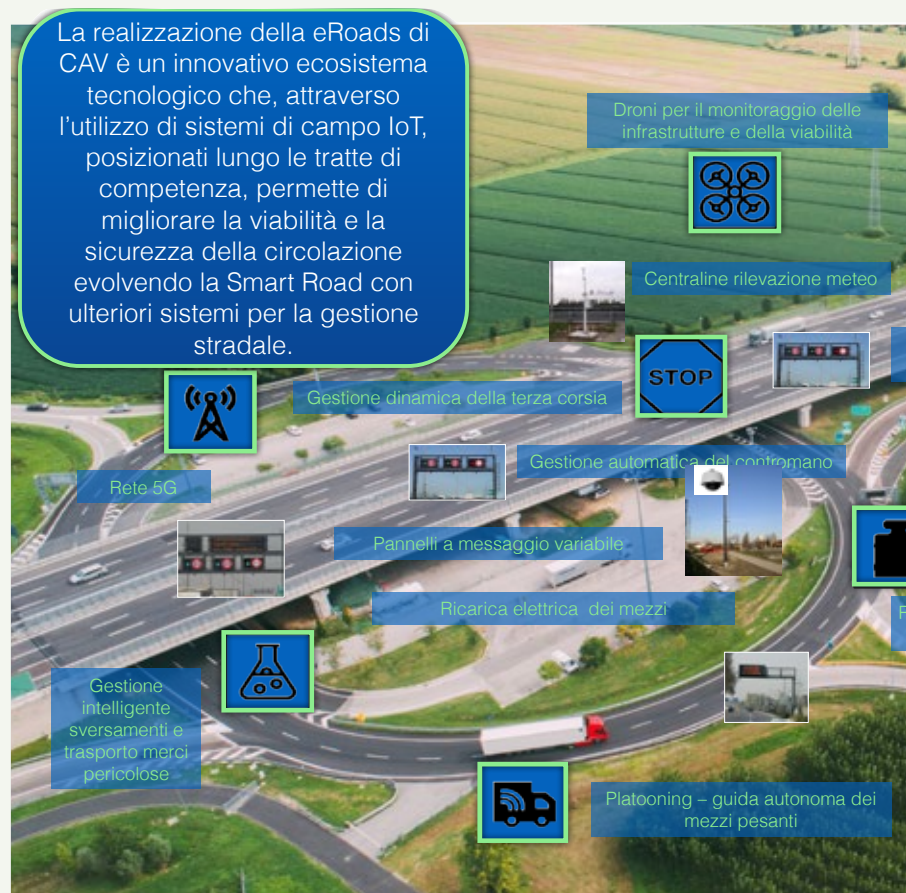 La realizzazione della eRoads di
CAV è un innovativo ecosistema
tecnologico che, attraverso
l'utilizzo di sistemi di campo IoT,
posizionati lungo le tratte di
competenza, permette di
migliorare la viabilità e la
sicurezza della circolazione
evolvendo la Smart Road con
ulteriori sistemi per la gestione
stradale.
Droni per il monitoraggio delle
infrastrutture e della viabilità
Centraline rilevazione meteo
STOP
Gestione dinamica della terza corsia
Gestione automatica del contromano
Rete 5G
Pannelli a messaggio variabile
Ricarica elettrica dei mezzi
Gestione
intelligente
sversamenti e
trasporto merci
pericolose
Platooning – guida autonoma dei
mezzi pesanti